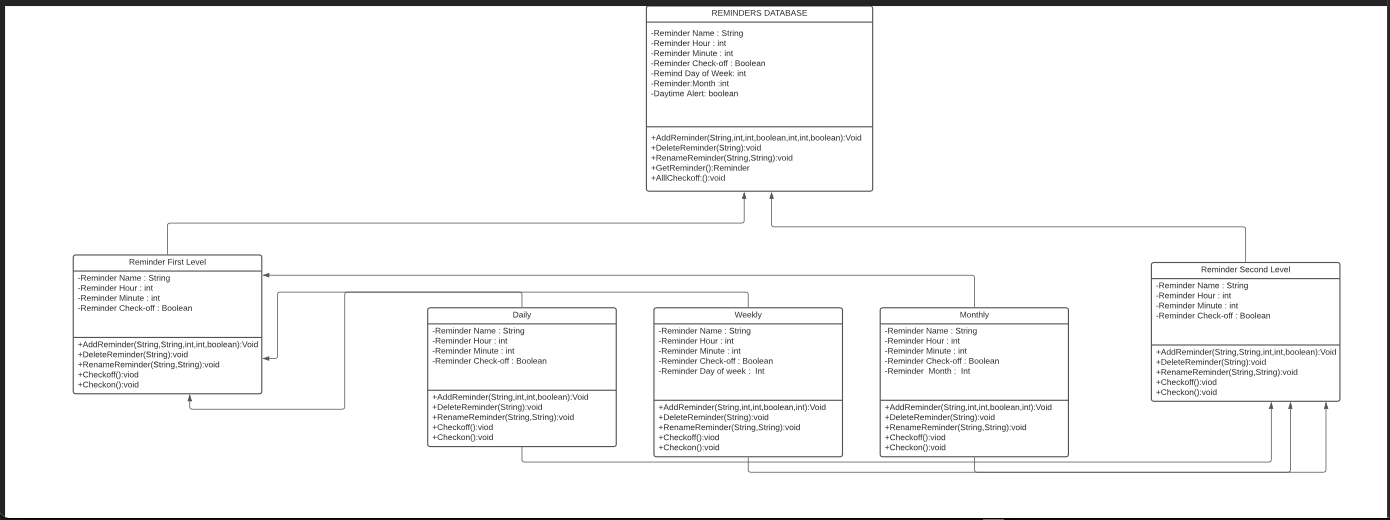 REMINDERS DATABASE
-Reminder Name : String
-Reminder Hour : int
-Reminder Minute : int
-Reminder Check-off : Boolean
-Remind Day of Week: int
-Reminder:Month :int
-Daytime Alert: boolean
+AddReminder(String,int,int,boolean,int,int,boolean):Void
+DeleteReminder(String):void
+RenameReminder(String,String):void
+GetReminder():Reminder
+AlllCheckoff:():void
Reminder First Level
-Reminder Name : String
-Reminder Hour : int
-Reminder Minute : int
-Reminder Check-off : Boolean
+AddReminder(String,String,int,int,boolean):Void
+DeleteReminder(String):void
+RenameReminder(String,String):void
+Checkoff():viod
+Checkon():void
Daily
-Reminder Name : String
-Reminder Hour : int
-Reminder Minute : int
-Reminder Check-off : Boolean
+AddReminder(String,int,int,boolean):Void
+DeleteReminder(String):void
+RenameReminder(String,String):void
+Checkoff():viod
+Checkon():void
Weekly
-Reminder Name : String
-Reminder Hour : int
-Reminder Minute : int
-Reminder Check-off : Boolean
-Reminder Day of week : Int
+AddReminder(String,int,int,boolean,int):Void
+DeleteReminder(String):void
+RenameReminder(String,String):void
+Checkoff():viod
+Checkon():void
Monthly
-Reminder Name : String
-Reminder Hour : int
-Reminder Minute : int
-Reminder Check-off : Boolean
-Reminder Month : Int
+AddReminder(String,int,int,boolean,int):Void
+DeleteReminder(String):void
+RenameReminder(String,String):void
+Checkoff():viod
+Checkon():void
Reminder Second Level
-Reminder Name : String
-Reminder Hour : int
-Reminder Minute : int
-Reminder Check-off : Boolean
+AddReminder(String,String,int,int,boolean):Void
+DeleteReminder(String):void
+RenameReminder(String,String):void
+Checkoff():viod
+Checkon():void